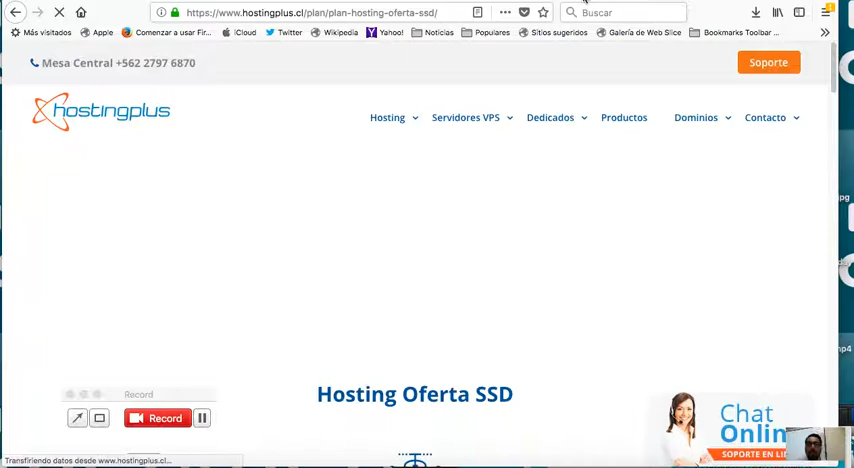 https://www.hostingplus.cl/plan/plan-hosting-oferta-ssd/
Buscar
Más visitados
Apple
Comenzar a usar Fir...
iCloud
Twitter
Wikipedia
Yahoo!
Noticias
Populares
Sitios sugeridos
Galería de Web Slice
Bookmarks Toolbar ...
Mesa Central +562 2797 6870
Soporte
hostingplus
Hosting
Servidores VPS
Dedicados
Productos
Dominios
Contacto
jpg
mp4
Hosting Oferta SSD
Record
Record
Chat
Onlin
SOPORTE EN LÍ
Transfiriendo datos desde www.hostingplus.cl...